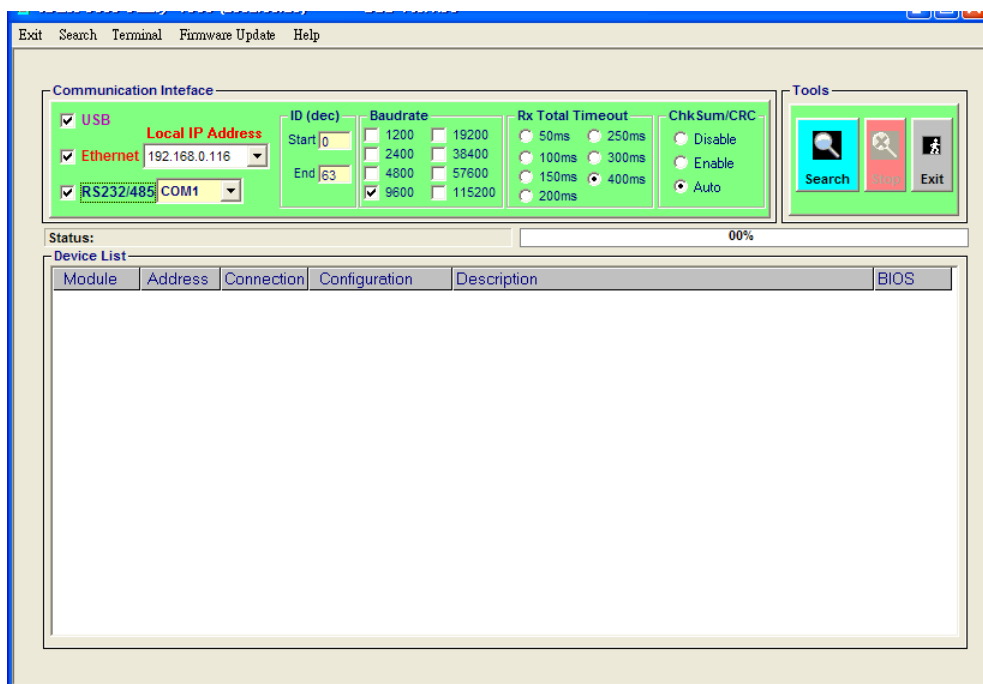 Exit Search Terminal Firmware Update Help
Communication Inteface
USB
Local IP Address
Ethernet 192.168.0.116
RS232/485 COM1
ID (dec)
Start 0
End 63
Baudrate
1200 19200
2400 38400
4800 57600
9600 115200
Rx Total Timeout
50ms 250ms
100ms 300ms
150ms 400ms
200ms
ChkSum/CRC
Disable
Enable
Auto
Tools
Search Stop Exit
Status:
00%
Device List
Module Address Connection Configuration Description BIOS